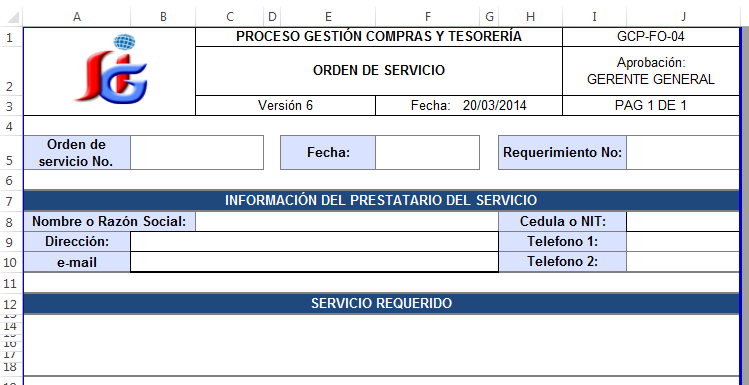 A B C D E F G H I J
1 PROCESO GESTIÓN COMPRAS Y TESORERÍA GCP-FO-04
2 ORDEN DE SERVICIO Aprobación:
GERENTE GENERAL
3 Versión 6 Fecha: 20/03/2014 PAG 1 DE 1
4
5 Orden de
servicio No. Fecha: Requerimiento No:
6
7 INFORMACIÓN DEL PRESTATARIO DEL SERVICIO
8 Nombre o Razón Social: Cedula o NIT:
9 Dirección: Telefono 1:
10 e-mail Telefono 2:
11
12 SERVICIO REQUERIDO
14
17
18